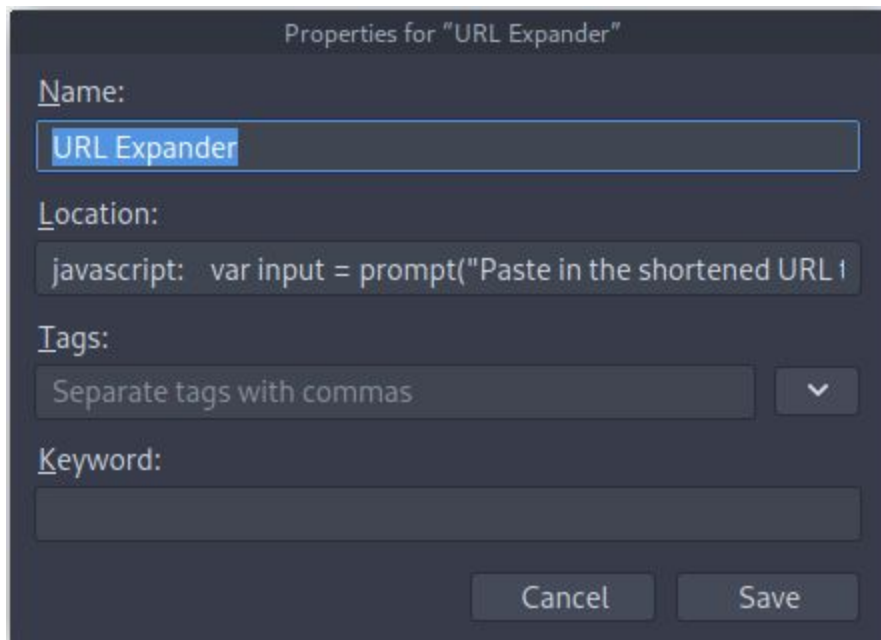 Properties for “URL Expander”
Name:
URL Expander
Location:
javascript:   var input = prompt("Paste in the shortened URL
Tags:
Separate tags with commas
Keyword:
Cancel Save